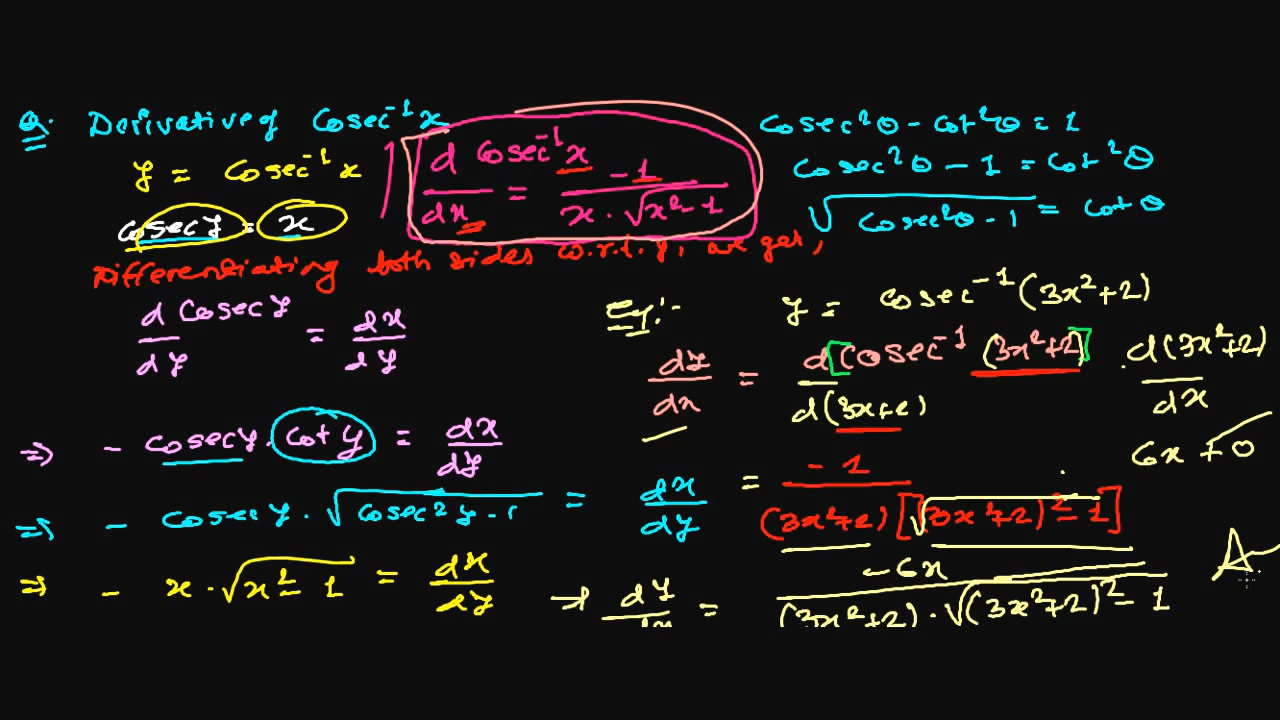 Q. Derivative of Cosec⁻¹x
y = Cosec⁻¹x
cosec y = x
d cosec⁻¹x / dx = -1 / x·√x²-1
cosec²θ - cot²θ = 1
cosec²θ - 1 = cot²θ
√cosec²θ - 1 = cot θ
Differentiating both sides w.r.t. y, we get,
d cosec y / dy = dx / dy
⇒ - cosec y · cot y = dx / dy
⇒ - cosec y · √cosec²y - 1 = dx / dy
⇒ - x · √x² - 1 = dx / dy
Eg:-
y = cosec⁻¹(3x²+2)
dy / dx = d[cosec⁻¹(3x²+2)] / d(3x+2) · d(3x²+2) / dx
6x + 0
= -1 / (3x²+2)[√(3x²+2)²-1]
→ dy / dx = -6x / (3x²+2)·√(3x²+2)²-1
A